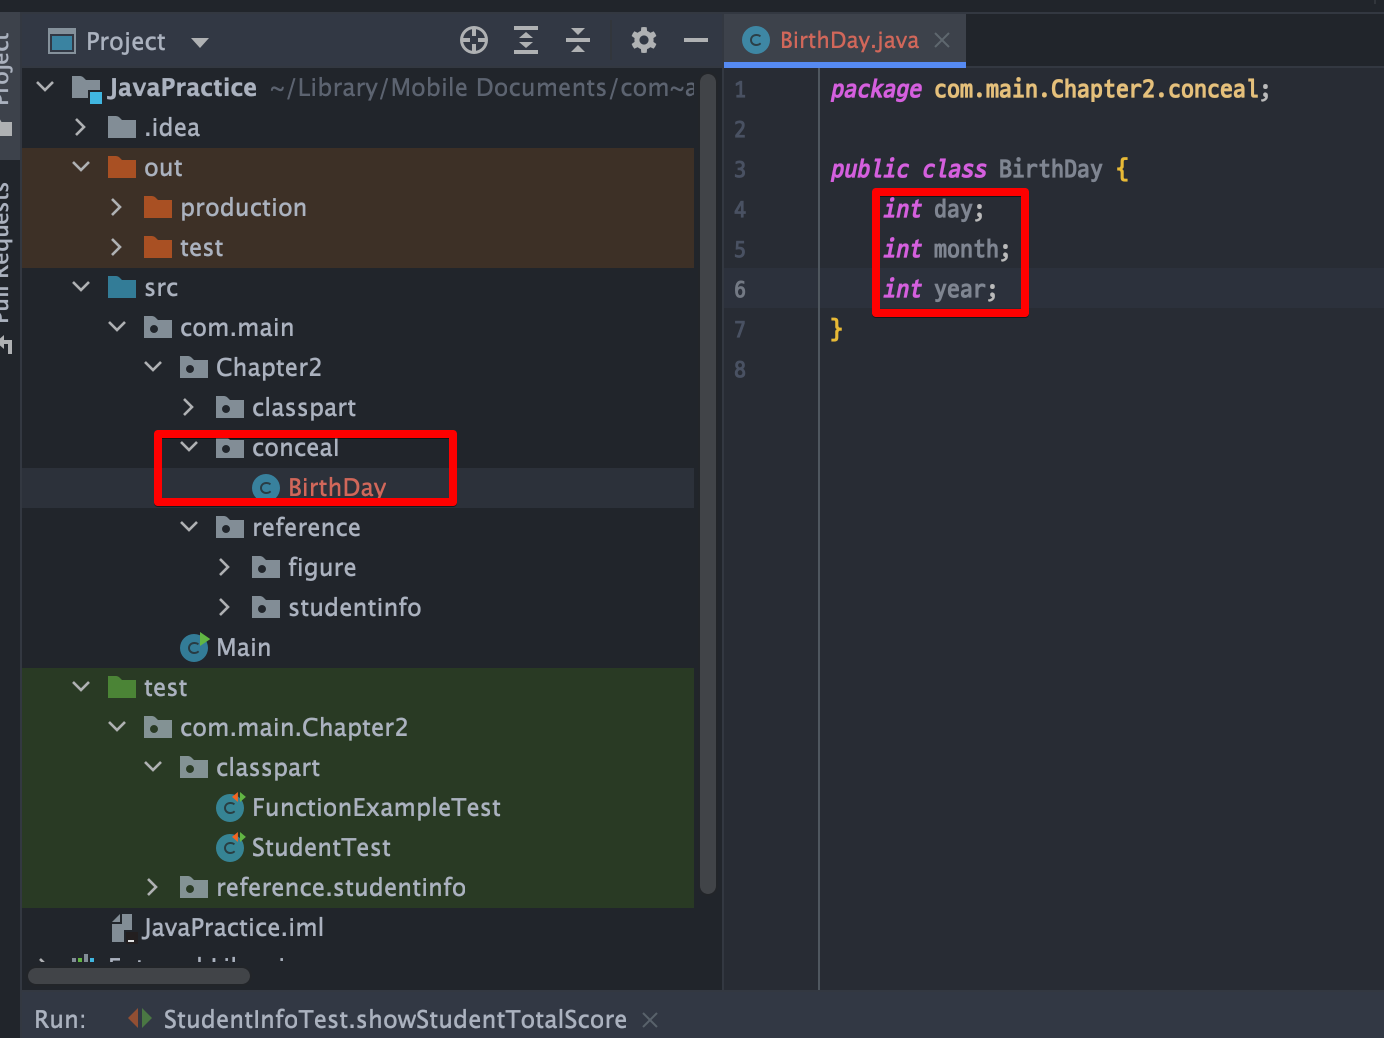 Project
BirthDay.java
Project
JavaPractice ~/Library/Mobile Documents/com~a
.idea
out
production
test
src
com.main
Chapter2
classpart
conceal
BirthDay
reference
figure
studentinfo
Main
test
com.main.Chapter2
classpart
FunctionExampleTest
StudentTest
reference.studentinfo
JavaPractice.iml
Pull Requests
1 package com.main.Chapter2.conceal;
2
3 public class BirthDay {
4 int day;
5 int month;
6 int year;
7 }
8
Run: StudentInfoTest.showStudentTotalScore